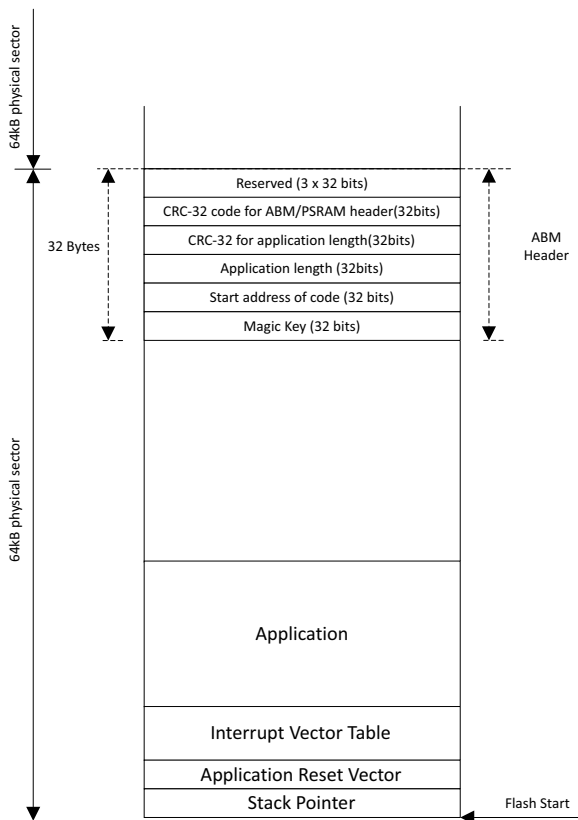 64kB physical sector
Reserved (3 x 32 bits)
CRC-32 code for ABM/PSRAM header(32bits)
CRC-32 for application length(32bits)
Application length (32bits)
Start address of code (32 bits)
Magic Key (32 bits)
32 Bytes
ABM
Header
64kB physical sector
Application
Interrupt Vector Table
Application Reset Vector
Stack Pointer
Flash Start